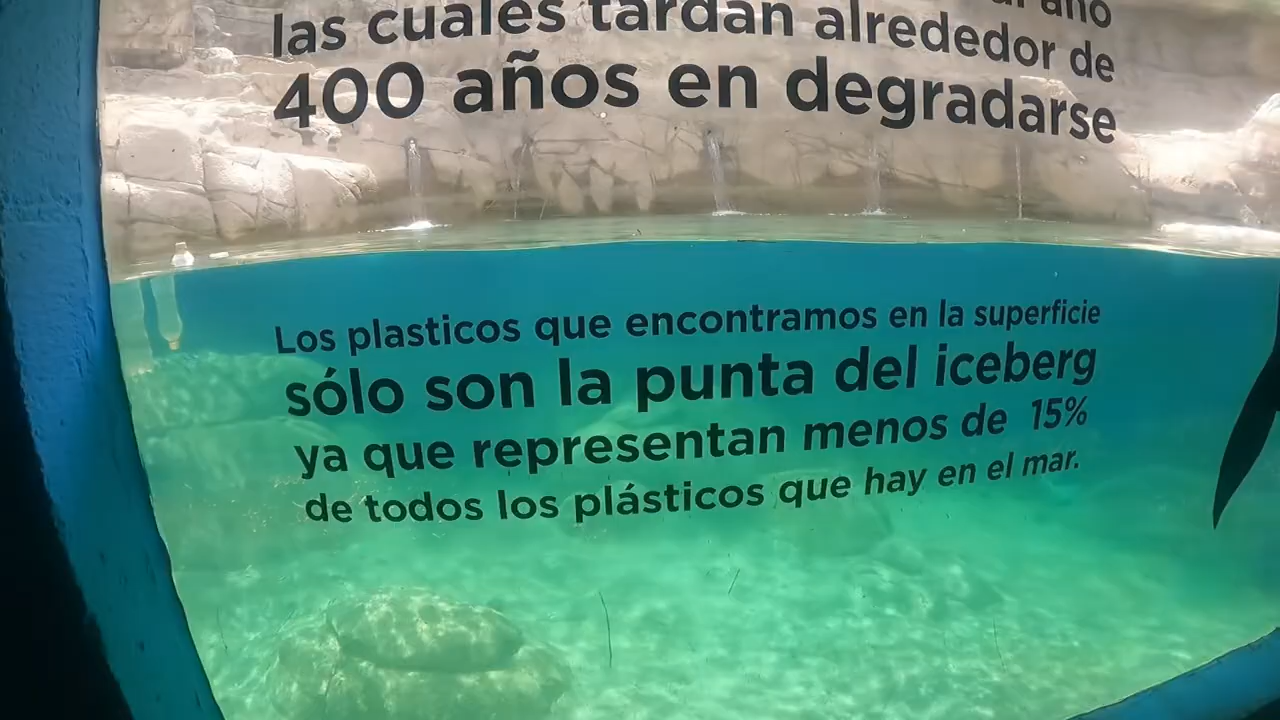 año
las cuales tardan alrededor de
400 años en degradarse
Los plasticos que encontramos en la superficie
sólo son la punta del iceberg
ya que representan menos de 15%
de todos los plásticos que hay en el mar.